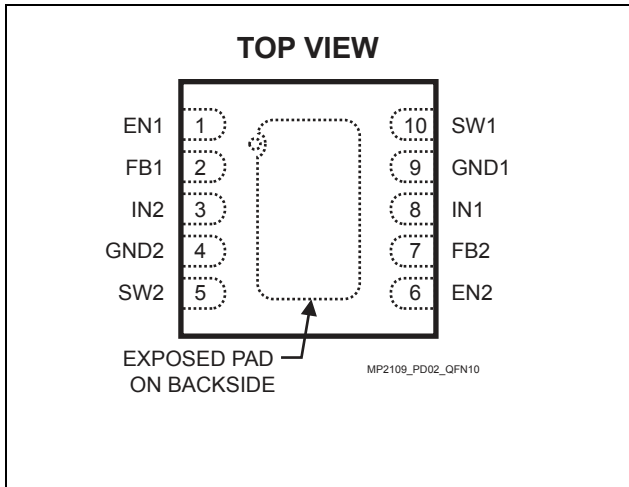 TOP VIEW
EN1 1 10 SW1
FB1 2 9 GND1
IN2 3 8 IN1
GND2 4 7 FB2
SW2 5 6 EN2
EXPOSED PAD
ON BACKSIDE
MP2109_PD02_QFN10